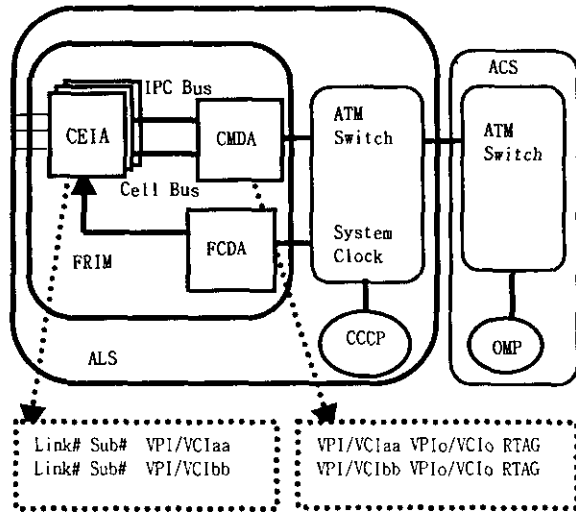 ACS
IPC Bus
CEIA
CMDA
ATM
Switch
ATM
Switch
Cell Bus
FCDA
System
Clock
FRIM
CCCP
OMP
ALS
Link# Sub# VPI/VCIaa
Link# Sub# VPI/VCIbb
VPI/VCIaa VPIo/VCIo RTAG
VPI/VCIbb VPIo/VCIo RTAG